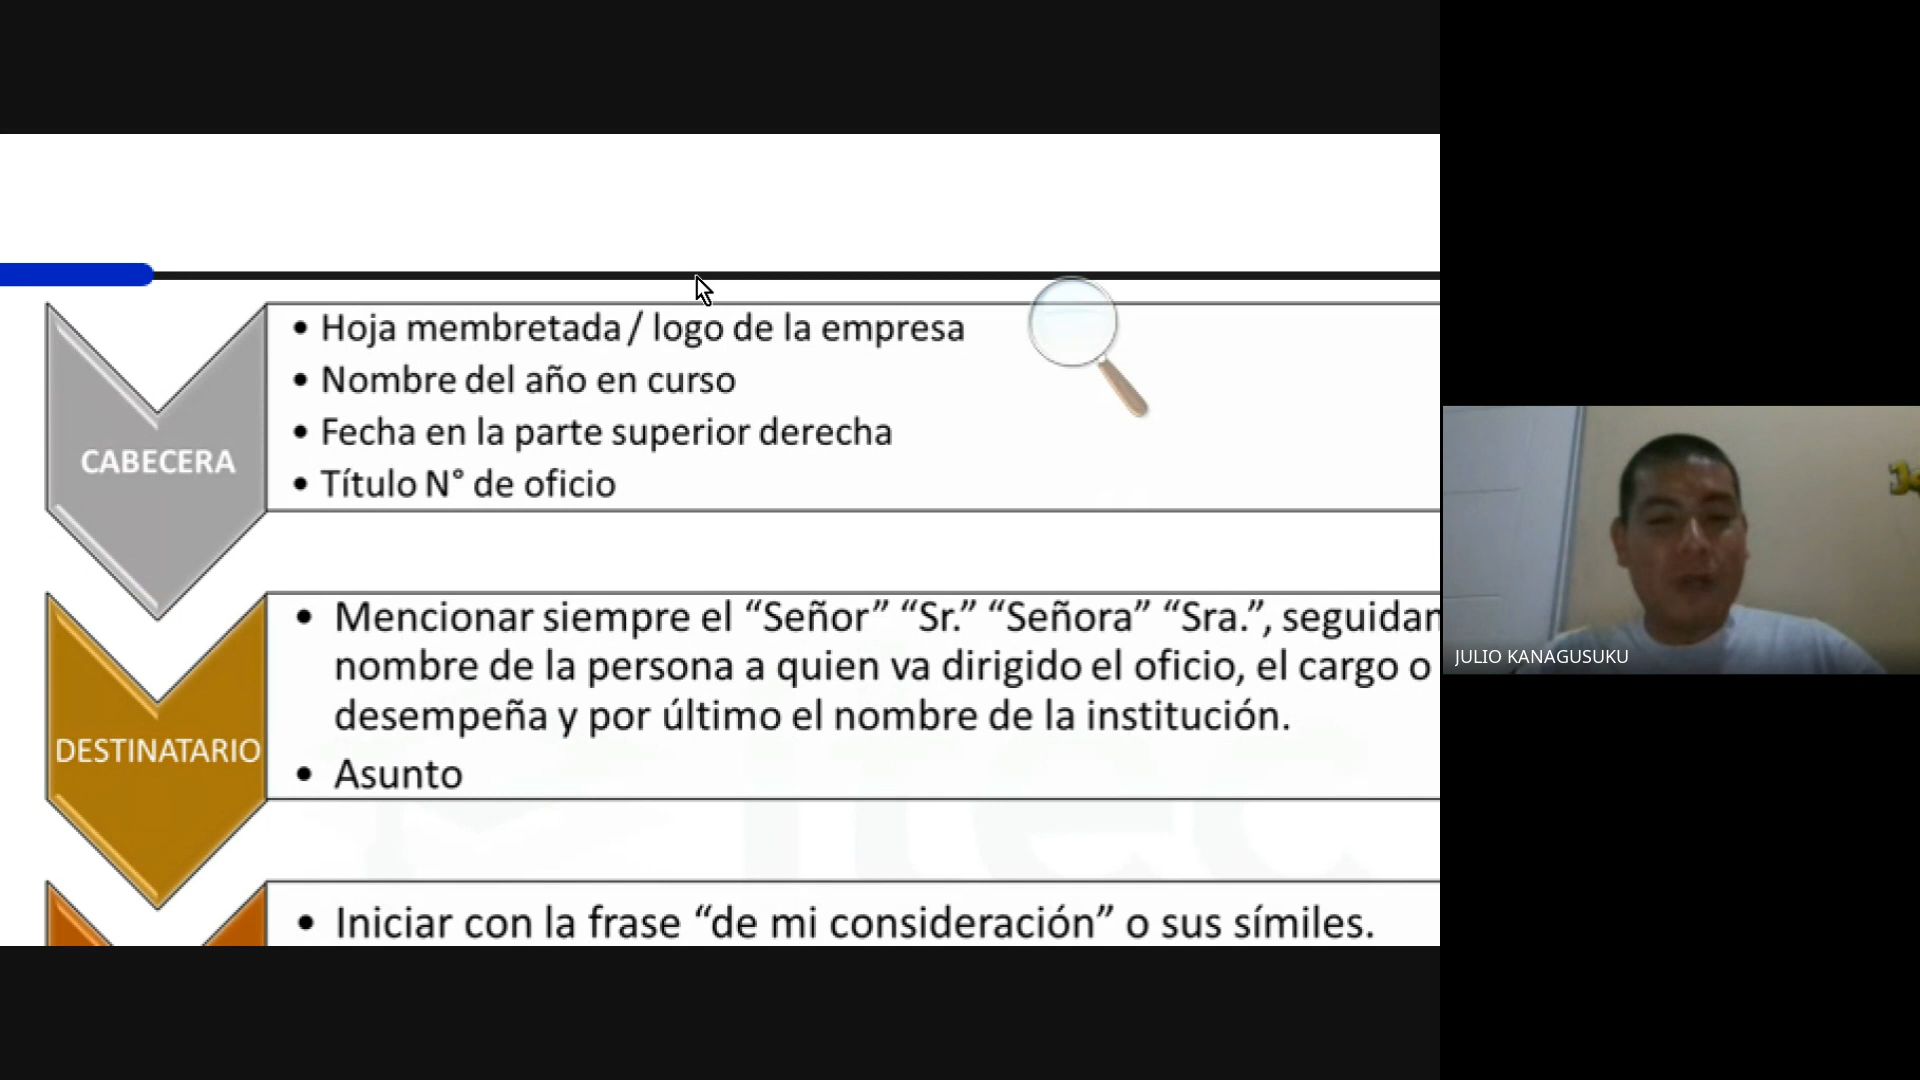 • Hoja membretada / logo de la empresa
• Nombre del año en curso
• Fecha en la parte superior derecha
CABECERA
• Título N° de oficio
• Mencionar siempre el “Señor” “Sr.” “Señora” “Sra.”, seguidan
nombre de la persona a quien va dirigido el oficio, el cargo o
desempeña y por último el nombre de la institución.
DESTINATARIO
• Asunto
• Iniciar con la frase “de mi consideración” o sus símiles.
JULIO KANAGUSUKU